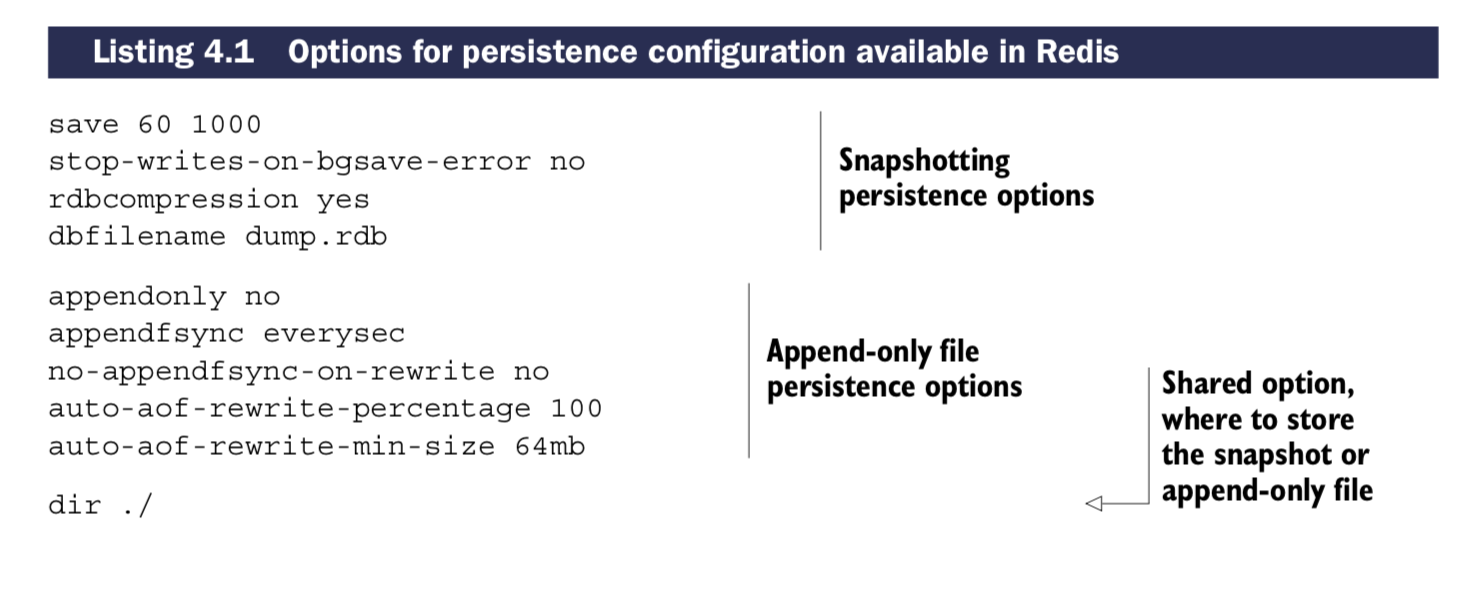 Listing 4.1 Options for persistence configuration available in Redis
save 60 1000
stop-writes-on-bgsave-error no
rdbcompression yes
dbfilename dump.rdb
Snapshotting
persistence options
appendonly no
appendfsync everysec
no-appendfsync-on-rewrite no
auto-aof-rewrite-percentage 100
auto-aof-rewrite-min-size 64mb
Append-only file
persistence options
dir ./
Shared option,
where to store
the snapshot or
append-only file